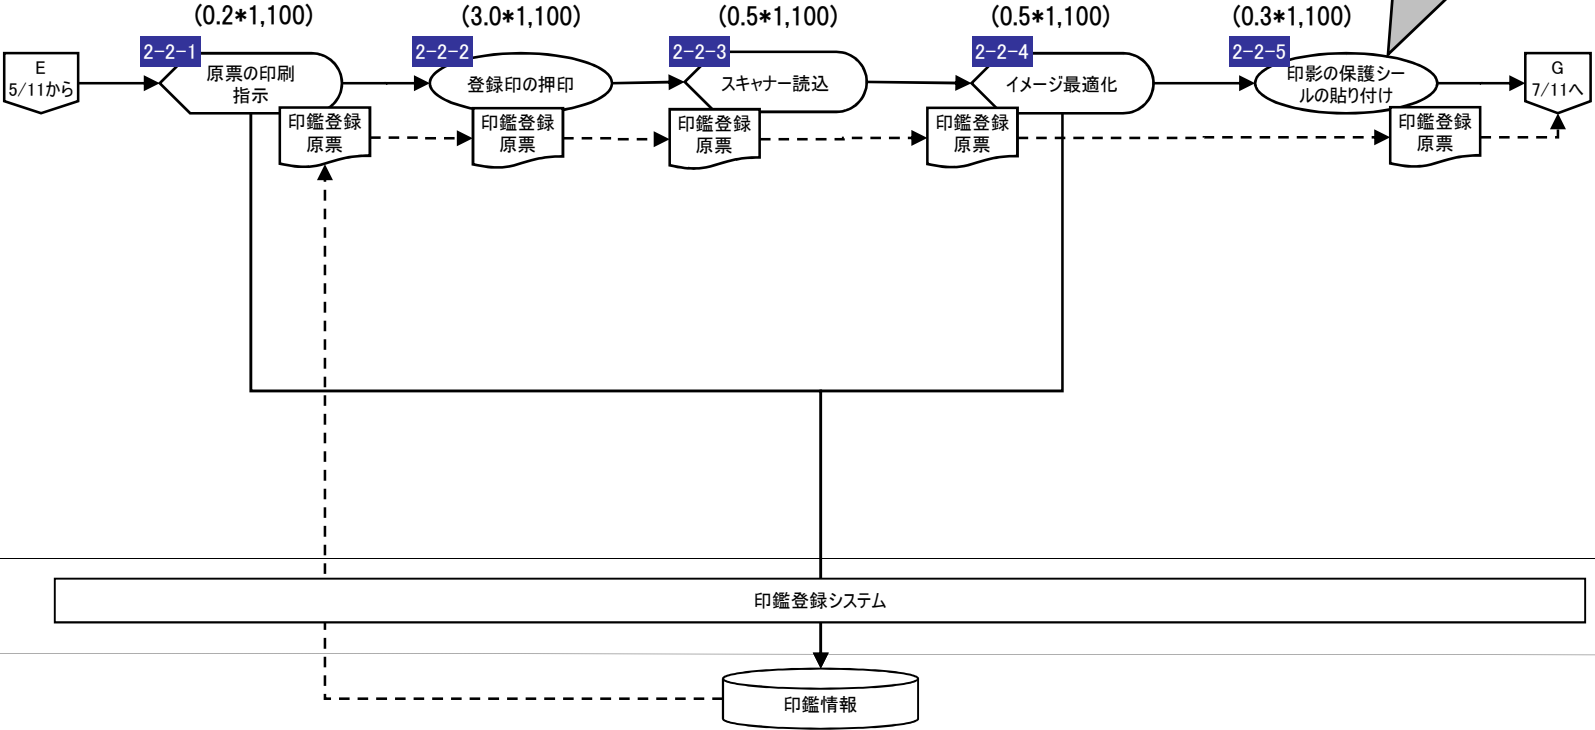 (0.2*1,100)
(3.0*1,100)
(0.5*1,100)
(0.5*1,100)
(0.3*1,100)
E
5/11から
2-2-1
原票の印刷
指示
印鑑登録
原票
2-2-2
登録印の押印
印鑑登録
原票
2-2-3
スキャナー読込
印鑑登録
原票
2-2-4
イメージ最適化
印鑑登録
原票
2-2-5
印影の保護シー
ルの貼り付け
印鑑登録
原票
G
7/11へ
印鑑登録システム
印鑑情報